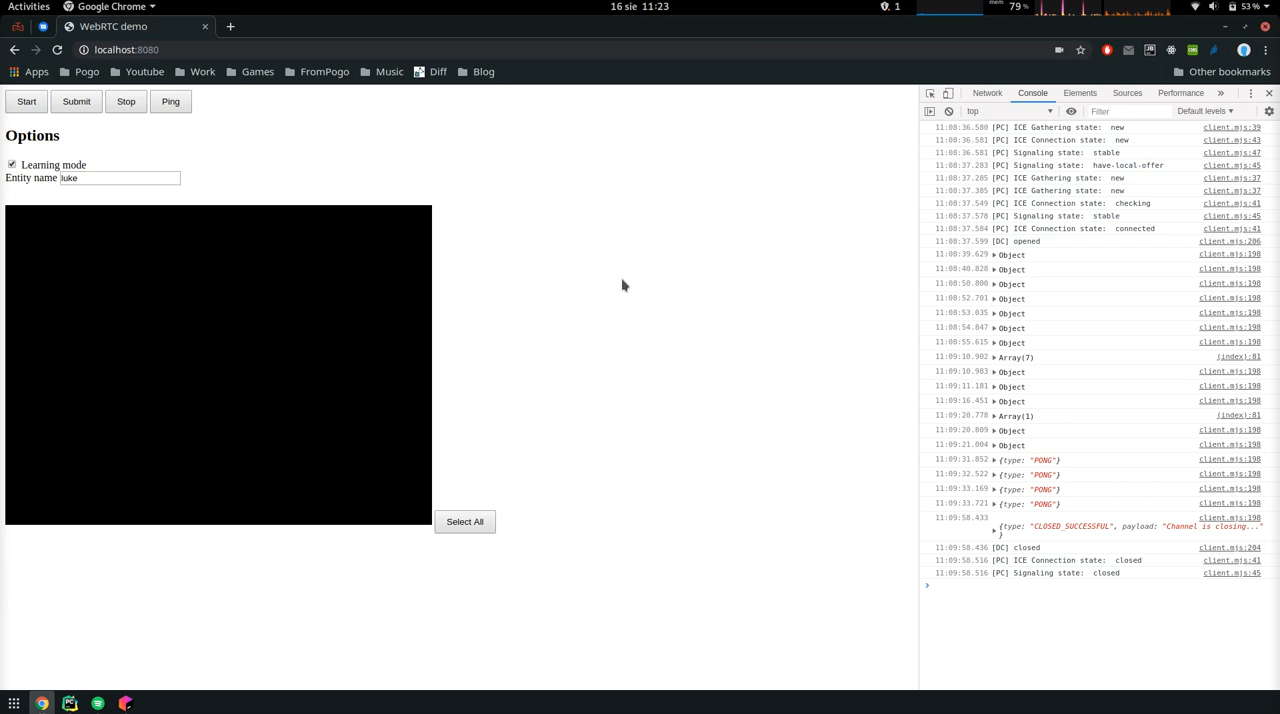 Activities Google Chrome 16 sie 11:23 1 mem 79 % 53 %
WebRTC demo
localhost:8080
Apps Pogo Youtube Work Games FromPogo Music Diff Blog Other bookmarks
Start Submit Stop Ping
Options
Learning mode
Entity name luke
Select All
Network Console Elements Sources Performance »
top Filter Default levels
11:08:36.580 [PC] ICE Gathering state: new client.mjs:39
11:08:36.581 [PC] ICE Connection state: new client.mjs:43
11:08:36.581 [PC] Signaling state: stable client.mjs:47
11:08:37.283 [PC] Signaling state: have-local-offer client.mjs:45
11:08:37.285 [PC] ICE Gathering state: new client.mjs:37
11:08:37.385 [PC] ICE Gathering state: new client.mjs:37
11:08:37.549 [PC] ICE Connection state: checking client.mjs:41
11:08:37.578 [PC] Signaling state: stable client.mjs:45
11:08:37.584 [PC] ICE Connection state: connected client.mjs:41
11:08:37.599 [DC] opened client.mjs:206
11:08:39.629 Object client.mjs:198
11:08:40.828 Object client.mjs:198
11:08:50.800 Object client.mjs:198
11:08:52.701 Object client.mjs:198
11:08:53.035 Object client.mjs:198
11:08:54.847 Object client.mjs:198
11:08:55.615 Object client.mjs:198
11:09:10.902 Array(7) (index):81
11:09:10.983 Object client.mjs:198
11:09:11.181 Object client.mjs:198
11:09:16.451 Object client.mjs:198
11:09:20.778 Array(1) (index):81
11:09:20.809 Object client.mjs:198
11:09:21.004 Object client.mjs:198
11:09:31.852 {type: "PONG"} client.mjs:198
11:09:32.522 {type: "PONG"} client.mjs:198
11:09:33.169 {type: "PONG"} client.mjs:198
11:09:33.721 {type: "PONG"} client.mjs:198
11:09:58.433 client.mjs:198
{type: "CLOSED_SUCCESSFUL", payload: "Channel is closing..."
}
11:09:58.436 [DC] closed client.mjs:204
11:09:58.516 [PC] ICE Connection state: closed client.mjs:41
11:09:58.516 [PC] Signaling state: closed client.mjs:45